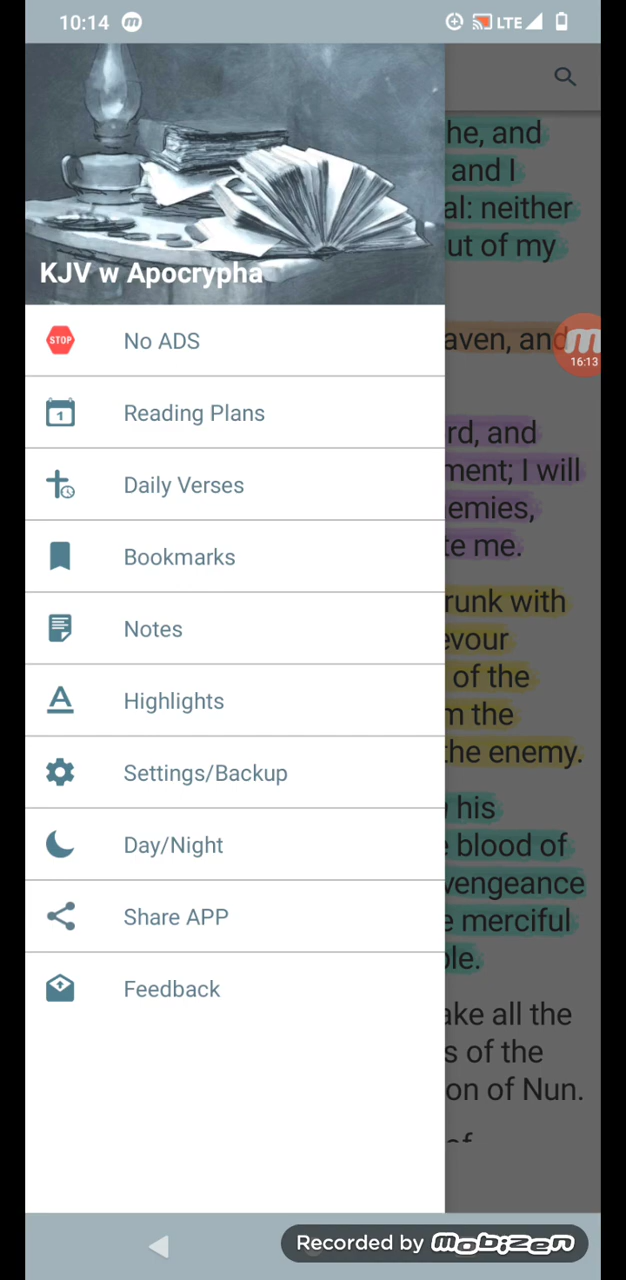 10:14
LTE
KJV w Apocrypha
STOP No ADS
1 Reading Plans
Daily Verses
Bookmarks
Notes
Highlights
Settings/Backup
Day/Night
Share APP
Feedback
he, and
and I
al: neither
ut of my
aven, and
16:13
rd, and
ment; I will
emies,
te me.
runk with
evour
of the
m the
the enemy.
his
blood of
vengeance
merciful
ple.
ake all the
s of the
on of Nun.
of
Recorded by mobizen